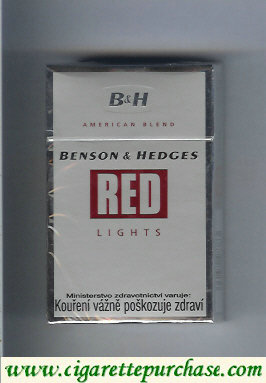 B&H
AMERICAN BLEND
BENSON & HEDGES
RED
LIGHTS
Ministerstvo zdravotnictví varuje:
Kouření vážně poškozuje zdraví
www.cigarettepurchase.com